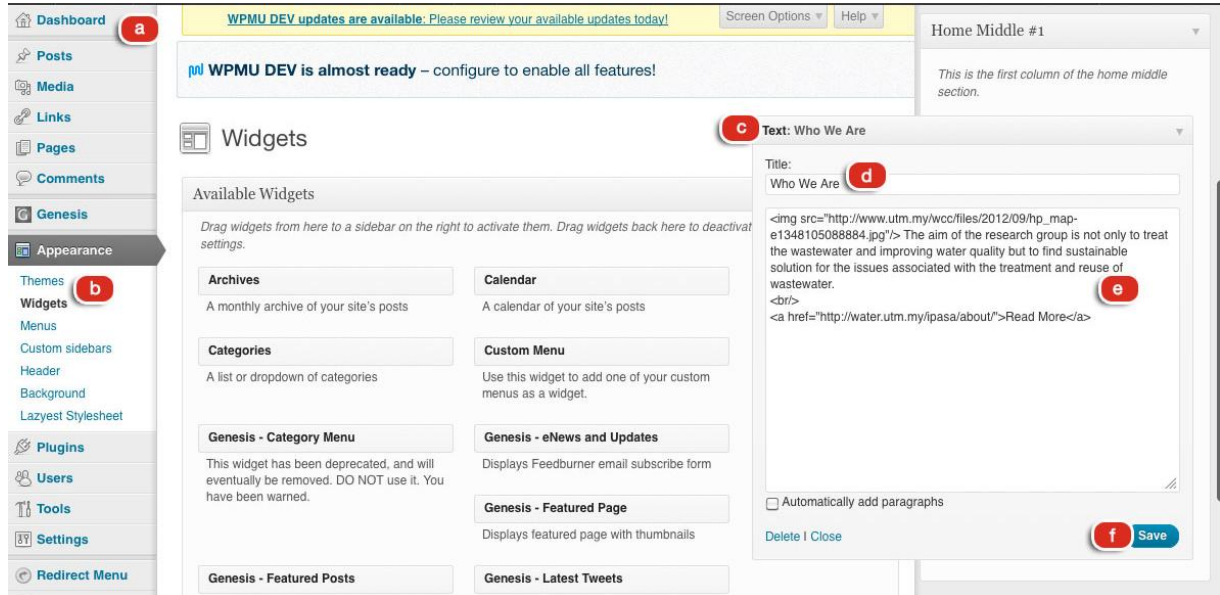 Dashboard
a
Posts
Media
Links
Pages
Comments
Genesis
Appearance
Themes
b
Widgets
Menus
Custom sidebars
Header
Background
Lazyest Stylesheet
Plugins
Users
Tools
Settings
Redirect Menu
WPMU DEV updates are available: Please review your available updates today!
Screen Options
Help
WPMU DEV is almost ready – configure to enable all features!
Widgets
Available Widgets
Drag widgets from here to a sidebar on the right to activate them. Drag widgets back here to deactivat
settings.
Archives
A monthly archive of your site's posts
Calendar
A calendar of your site's posts
Categories
A list or dropdown of categories
Custom Menu
Use this widget to add one of your custom
menus as a widget.
Genesis - Category Menu
This widget has been deprecated, and will
eventually be removed. DO NOT use it. You
have been warned.
Genesis - eNews and Updates
Displays Feedburner email subscribe form
Genesis - Featured Page
Displays featured page with thumbnails
Genesis - Featured Posts
Genesis - Latest Tweets
Home Middle #1
This is the first column of the home middle
section.
c
Text: Who We Are
Title:
Who We Are
d
<img src="http://www.utm.my/wcc/files/2012/09/hp_map-
e1348105088884.jpg"/> The aim of the research group is not only to treat
the wastewater and improving water quality but to find sustainable
solution for the issues associated with the treatment and reuse of
wastewater.
e
<br/>
<a href="http://water.utm.my/ipasa/about/">Read More</a>
Automatically add paragraphs
Delete | Close
f
Save